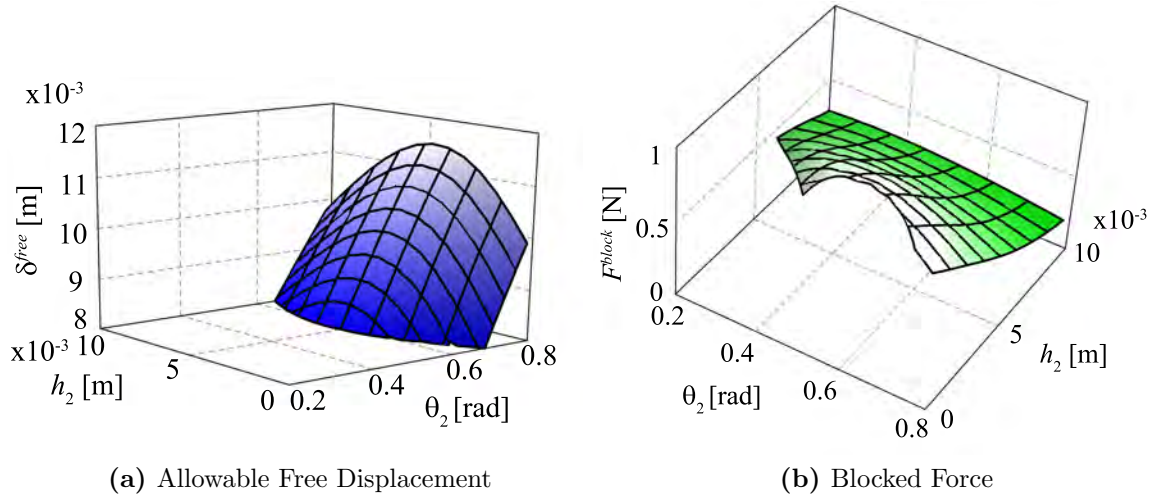 x10⁻³
12
11
10
9
8
δ^free [m]
x10⁻³ 10
5
0
h₂ [m]
0.2
0.4
0.6
0.8
θ₂ [rad]
(a) Allowable Free Displacement
1
0.5
0
F^block [N]
0.2
0.4
0.6
0.8
θ₂ [rad]
0
5
10
x10⁻³
h₂ [m]
(b) Blocked Force